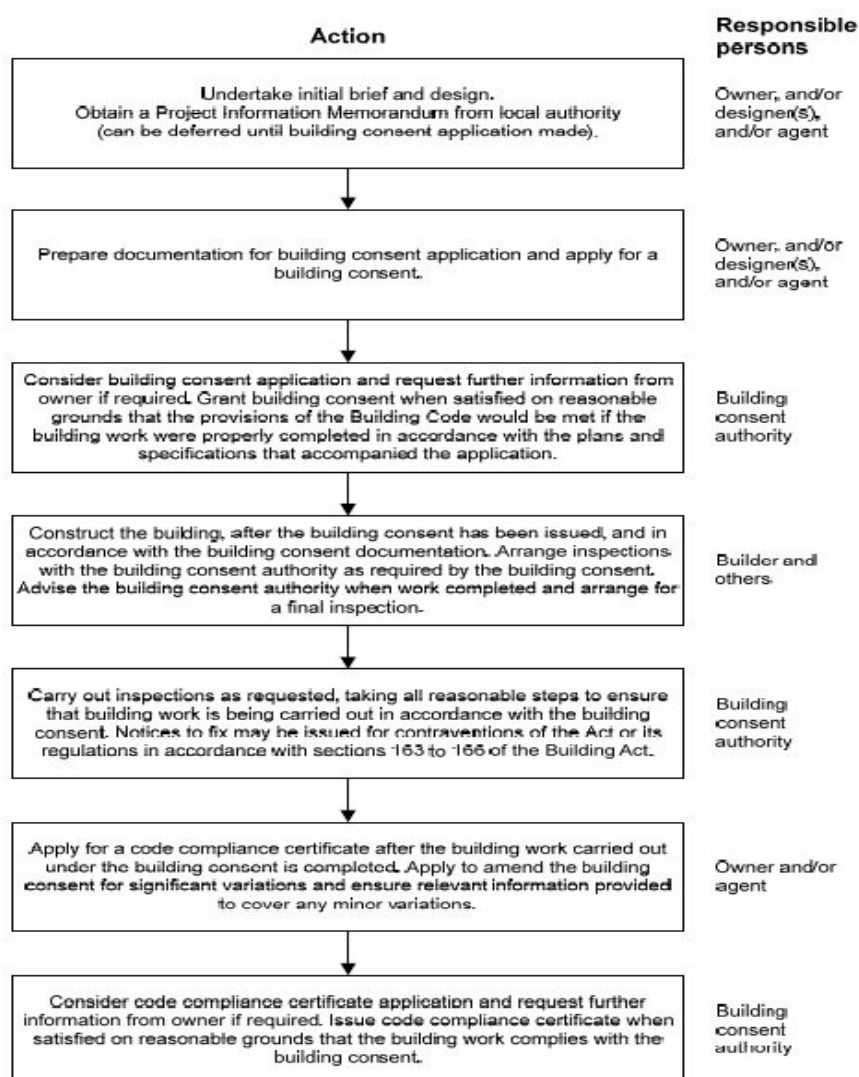 Action
Responsible
persons
Undertake initial brief and design.
Obtain a Project Information Memorandum from local authority
(can be deferred until building consent application made).
Owner, and/or
designer(s),
and/or agent
Prepare documentation for building consent application and apply for a
building consent.
Owner, and/or
designer(s),
and/or agent
Consider building consent application and request further information from
owner if required. Grant building consent when satisfied on reasonable
grounds that the provisions of the Building Code would be met if the
building work were properly completed in accordance with the plans and
specifications that accompanied the application.
Building
consent
authority
Construct the building, after the building consent has been issued, and in
accordance with the building consent documentation. Arrange inspections
with the building consent authority as required by the building consent.
Advise the building consent authority when work completed and arrange for
a final inspection.
Builder and
others
Carry out inspections as requested, taking all reasonable steps to ensure
that building work is being carried out in accordance with the building
consent. Notices to fix may be issued for contraventions of the Act or its
regulations in accordance with sections 163 to 166 of the Building Act.
Building
consent
authority
Apply for a code compliance certificate after the building work carried out
under the building consent is completed. Apply to amend the building
consent for significant variations and ensure relevant information provided
to cover any minor variations.
Owner and/or
agent
Consider code compliance certificate application and request further
information from owner if required. Issue code compliance certificate when
satisfied on reasonable grounds that the building work complies with the
building consent.
Building
consent
authority